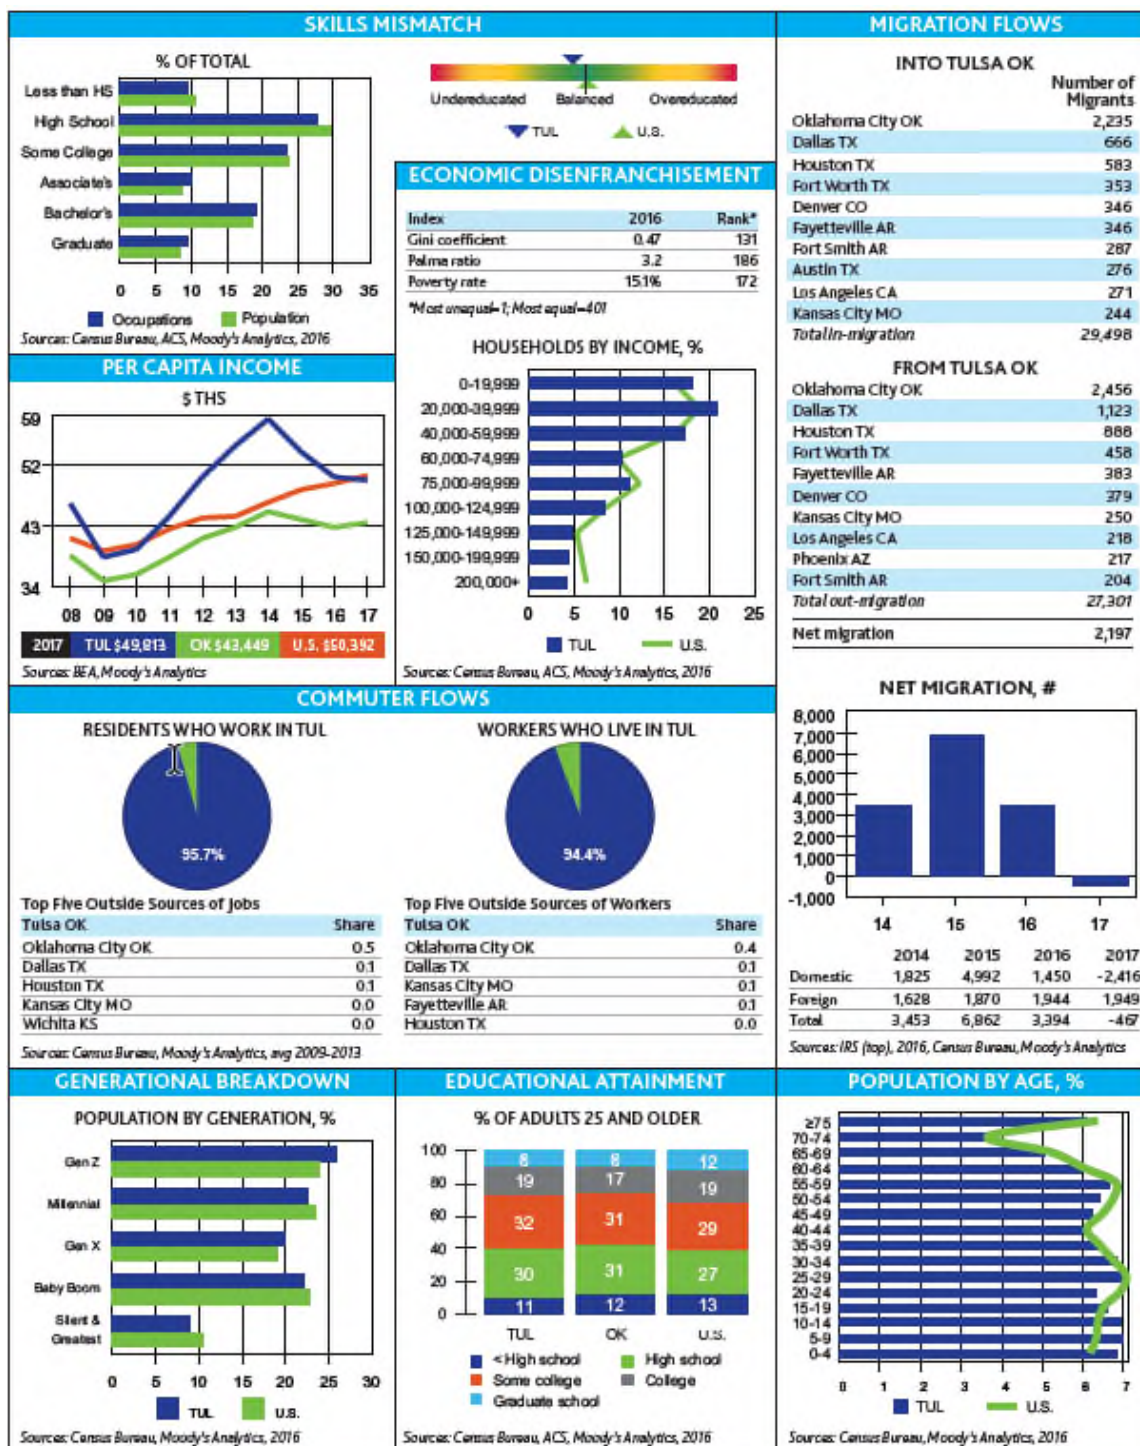 SKILLS MISMATCH
% OF TOTAL
Less than HS
High School
Some College
Associate's
Bachelor's
Graduate
0 5 10 15 20 25 30 35
Occupations Population
Sources: Census Bureau, ACS, Moody's Analytics, 2016
Undereducated Balanced Overeducated
TUL U.S.
ECONOMIC DISENFRANCHISEMENT
Index 2016 Rank*
Gini coefficient 0.47 131
Palma ratio 3.2 186
Poverty rate 15.1% 172
*Most unequal=1; Most equal=401
HOUSEHOLDS BY INCOME, %
0-19,999
20,000-39,999
40,000-59,999
60,000-74,999
75,000-99,999
100,000-124,999
125,000-149,999
150,000-199,999
200,000+
0 5 10 15 20 25
TUL U.S.
Sources: Census Bureau, ACS, Moody's Analytics, 2016
PER CAPITA INCOME
$ THS
59
52
43
34
08 09 10 11 12 13 14 15 16 17
2017 TUL $49,813 OK $43,449 U.S. $50,392
Sources: BEA, Moody's Analytics
MIGRATION FLOWS
INTO TULSA OK
Number of
Migrants
Oklahoma City OK 2,235
Dallas TX 666
Houston TX 583
Fort Worth TX 353
Denver CO 346
Fayetteville AR 346
Fort Smith AR 287
Austin TX 276
Los Angeles CA 271
Kansas City MO 244
Total in-migration 29,498
FROM TULSA OK
Oklahoma City OK 2,456
Dallas TX 1,123
Houston TX 888
Fort Worth TX 458
Fayetteville AR 383
Denver CO 379
Kansas City MO 250
Los Angeles CA 218
Phoenix AZ 217
Fort Smith AR 204
Total out-migration 27,301
Net migration 2,197
NET MIGRATION, #
8,000
7,000
6,000
5,000
4,000
3,000
2,000
1,000
0
-1,000
14 15 16 17
2014 2015 2016 2017
Domestic 1,825 4,992 1,450 -2,416
Foreign 1,628 1,870 1,944 1,949
Total 3,453 6,862 3,394 -467
Sources: IRS (top), 2016, Census Bureau, Moody's Analytics
COMMUTER FLOWS
RESIDENTS WHO WORK IN TUL
95.7%
Top Five Outside Sources of Jobs
Tulsa OK Share
Oklahoma City OK 0.5
Dallas TX 0.1
Houston TX 0.1
Kansas City MO 0.0
Wichita KS 0.0
Sources: Census Bureau, Moody's Analytics, avg 2009-2013
WORKERS WHO LIVE IN TUL
94.4%
Top Five Outside Sources of Workers
Tulsa OK Share
Oklahoma City OK 0.4
Dallas TX 0.1
Kansas City MO 0.1
Fayetteville AR 0.1
Houston TX 0.0
GENERATIONAL BREAKDOWN
POPULATION BY GENERATION, %
Gen Z
Millennial
Gen X
Baby Boom
Silent &
Greatest
0 5 10 15 20 25 30
TUL U.S.
Sources: Census Bureau, Moody's Analytics, 2016
EDUCATIONAL ATTAINMENT
% OF ADULTS 25 AND OLDER
100
80
60
40
20
0
8 8 12
19 17 19
32 31 29
30 31 27
11 12 13
TUL OK U.S.
< High school High school
Some college College
Graduate school
Sources: Census Bureau, ACS, Moody's Analytics, 2016
POPULATION BY AGE, %
≥75
70-74
65-69
60-64
55-59
50-54
45-49
40-44
35-39
30-34
25-29
20-24
15-19
10-14
5-9
0-4
0 1 2 3 4 5 6 7
TUL U.S.
Sources: Census Bureau, Moody's Analytics, 2016